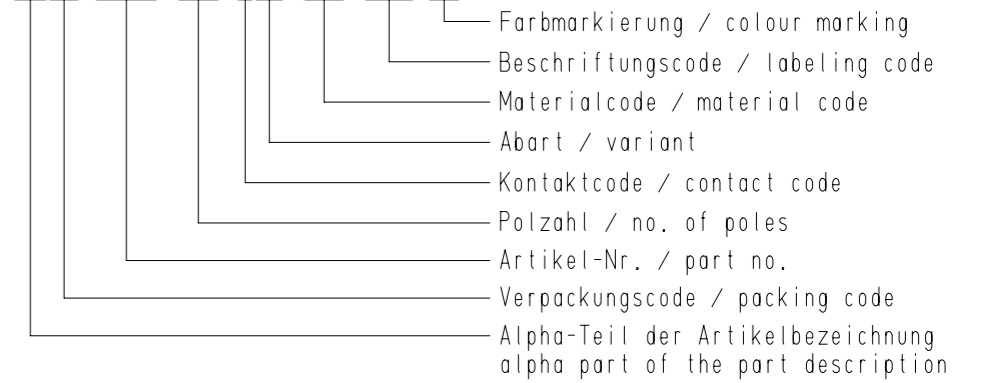 Farbmarkierung / colour marking
Beschriftungscode / labeling code
Materialcode / material code
Abart / variant
Kontaktcode / contact code
Polzahl / no. of poles
Artikel-Nr. / part no.
Verpackungscode / packing code
Alpha-Teil der Artikelbezeichnung
alpha part of the part description